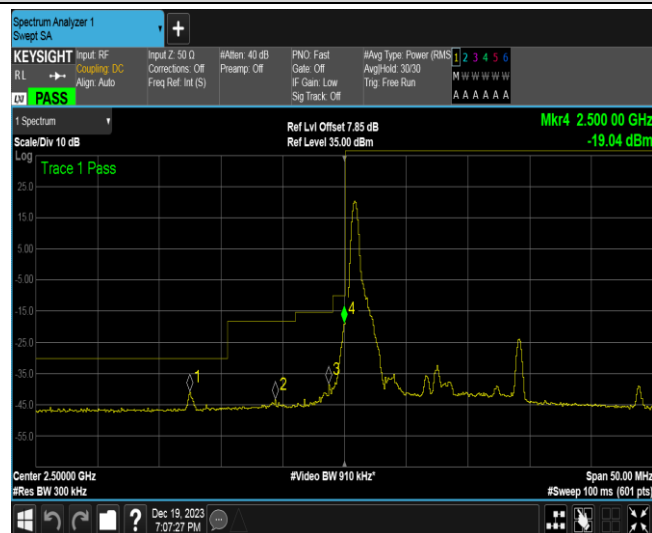 Spectrum Analyzer 1
Swept SA
+
KEYSIGHT Input: RF Input Z: 50 Ω #Atten: 40 dB PNO: Fast #Avg Type: Power (RMS 1 2 3 4 5 6
RL Coupling: DC Corrections: Off Preamp: Off Gate: Off Avg|Hold: 30/30 M W W W W W
Align: Auto Freq Ref: Int (S) IF Gain: Low Trig: Free Run
Sig Track: Off A A A A A A
LXI PASS
1 Spectrum Ref Lvl Offset 7.85 dB Mkr4 2.500 00 GHz
Scale/Div 10 dB Ref Level 35.00 dBm -19.04 dBm
Log
Trace 1 Pass
25.0
15.0
5.00
-5.00
-15.0
4
-25.0
-35.0
1
2
3
-45.0
-55.0
Center 2.50000 GHz #Video BW 910 kHz* Span 50.00 MHz
#Res BW 300 kHz #Sweep 100 ms (601 pts)
? Dec 19, 2023
7:07:27 PM